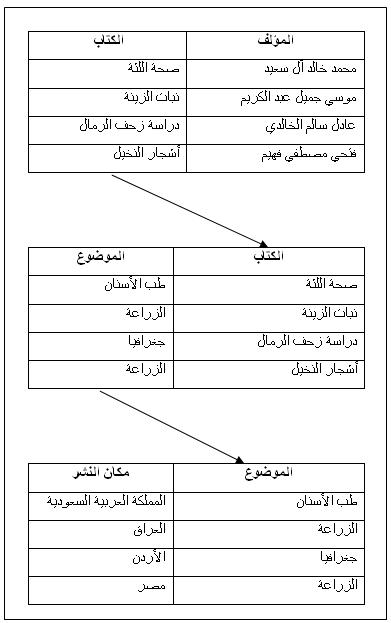 المؤلف الكتاب
محمد خالد آل سعيد صحة اللثة
موسي جميل عبد الكريم نبات الزينة
عادل سالم الخالدي دراسة زحف الرمال
فتحي مصطفي فهيم أشجار النخيل
الكتاب الموضوع
صحة اللثة طب الأسنان
نبات الزينة الزراعة
دراسة زحف الرمال جغرافيا
أشجار النخيل الزراعة
الموضوع مكان النشر
طب الأسنان المملكة العربية السعودية
الزراعة العراق
جغرافيا الأردن
الزراعة مصر